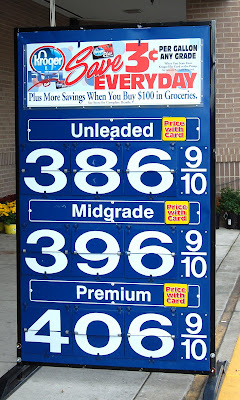 Kroger
FUEL
Save 3¢
PER GALLON
ANY GRADE
EVERYDAY
Plus More Savings When You Buy $100 in Groceries.
Unleaded
Price
with
Card
386 9/10
Midgrade
Price
with
Card
396 9/10
Premium
Price
with
Card
406 9/10